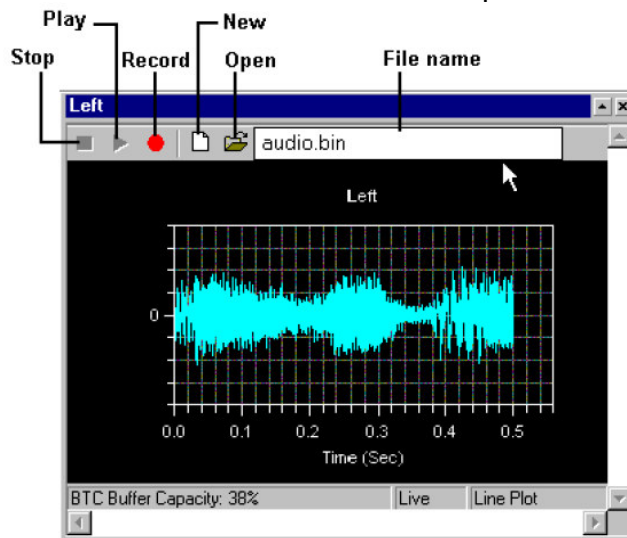 Play
New
Stop
Record
Open
File name
Left
audio.bin
Left
0
0.0 0.1 0.2 0.3 0.4 0.5
Time (Sec)
BTC Buffer Capacity: 38% Live Line Plot